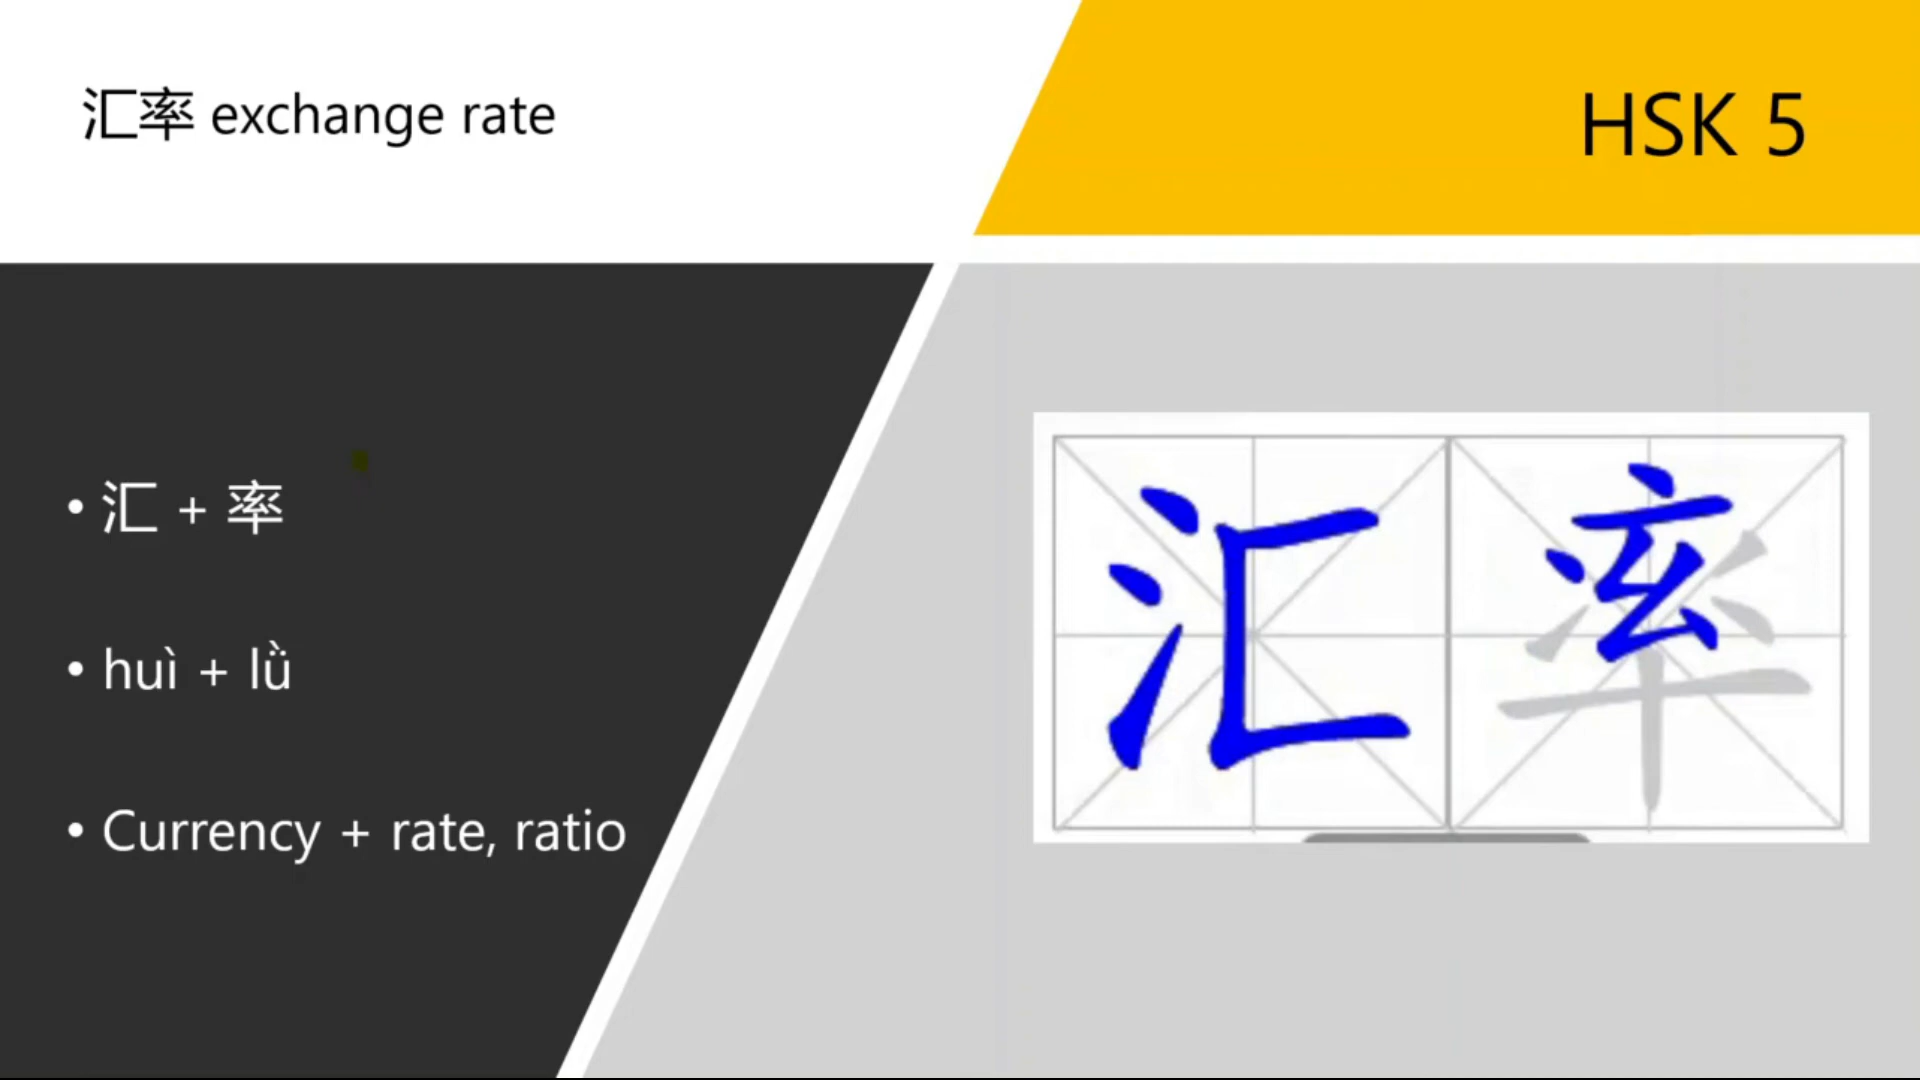 汇率 exchange rate
HSK 5
• 汇 + 率
• huì + lǜ
• Currency + rate, ratio
汇率